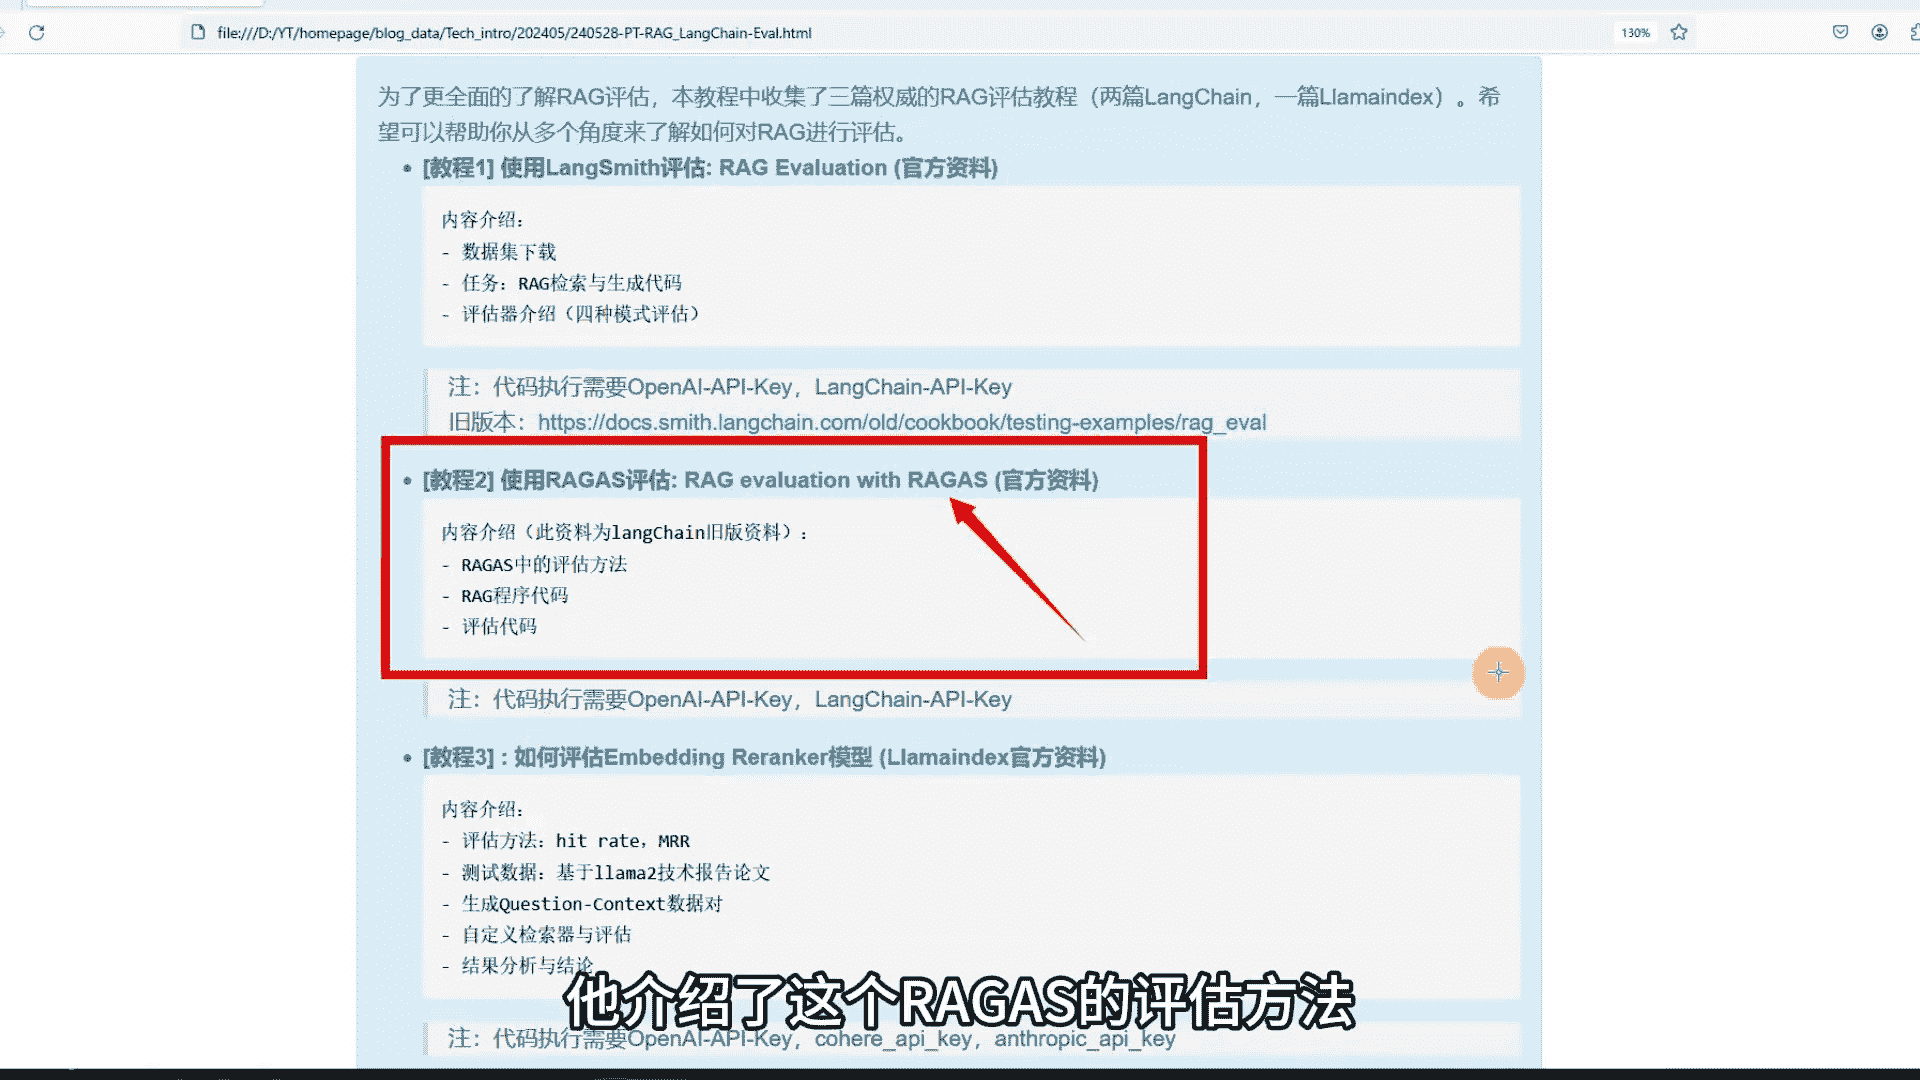 file:///D:/YT/homepage/blog_data/Tech_intro/202405/240528-PT-RAG_LangChain-Eval.html
130%
为了更全面的了解RAG评估，本教程中收集了三篇权威的RAG评估教程（两篇LangChain，一篇Llamaindex）。希
望可以帮助你从多个角度来了解如何对RAG进行评估。
• [教程1] 使用LangSmith评估: RAG Evaluation (官方资料)
内容介绍：
- 数据集下载
- 任务：RAG检索与生成代码
- 评估器介绍（四种模式评估）
注：代码执行需要OpenAI-API-Key，LangChain-API-Key
旧版本：https://docs.smith.langchain.com/old/cookbook/testing-examples/rag_eval
• [教程2] 使用RAGAS评估: RAG evaluation with RAGAS (官方资料)
内容介绍（此资料为langChain旧版资料）：
- RAGAS中的评估方法
- RAG程序代码
- 评估代码
注：代码执行需要OpenAI-API-Key，LangChain-API-Key
• [教程3] : 如何评估Embedding Reranker模型 (Llamaindex官方资料)
内容介绍：
- 评估方法：hit rate，MRR
- 测试数据：基于llama2技术报告论文
- 生成Question-Context数据对
- 自定义检索器与评估
- 结果分析与结论
他介绍了这个RAGAS的评估方法
注：代码执行需要OpenAI-API-Key，cohere_api_key，anthropic_api_key